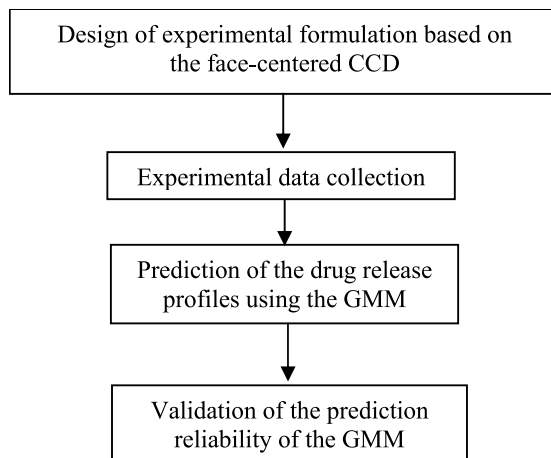 Design of experimental formulation based on
the face-centered CCD
Experimental data collection
Prediction of the drug release
profiles using the GMM
Validation of the prediction
reliability of the GMM